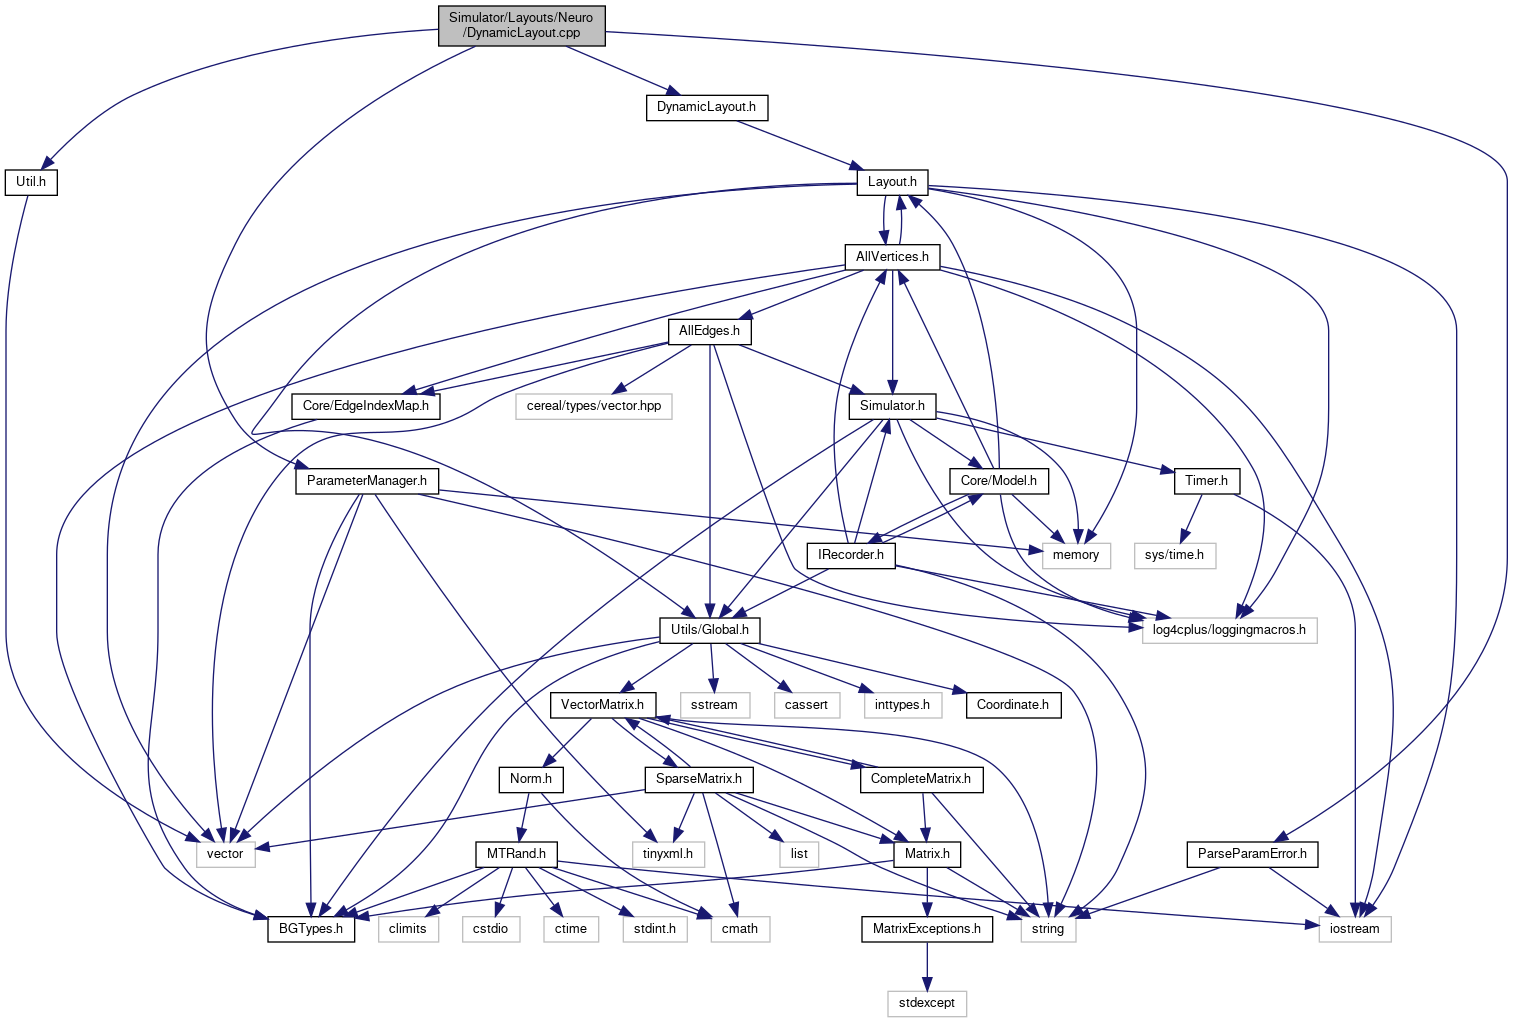 Simulator/Layouts/Neuro
/DynamicLayout.cpp
DynamicLayout.h
Util.h
Layout.h
AllVertices.h
AllEdges.h
Core/EdgeIndexMap.h
cereal/types/vector.hpp
Simulator.h
ParameterManager.h
Core/Model.h
Timer.h
IRecorder.h
memory
sys/time.h
Utils/Global.h
log4cplus/loggingmacros.h
VectorMatrix.h
sstream
cassert
inttypes.h
Coordinate.h
Norm.h
SparseMatrix.h
CompleteMatrix.h
vector
MTRand.h
tinyxml.h
list
Matrix.h
ParseParamError.h
BGTypes.h
climits
cstdio
ctime
stdint.h
cmath
MatrixExceptions.h
string
iostream
stdexcept